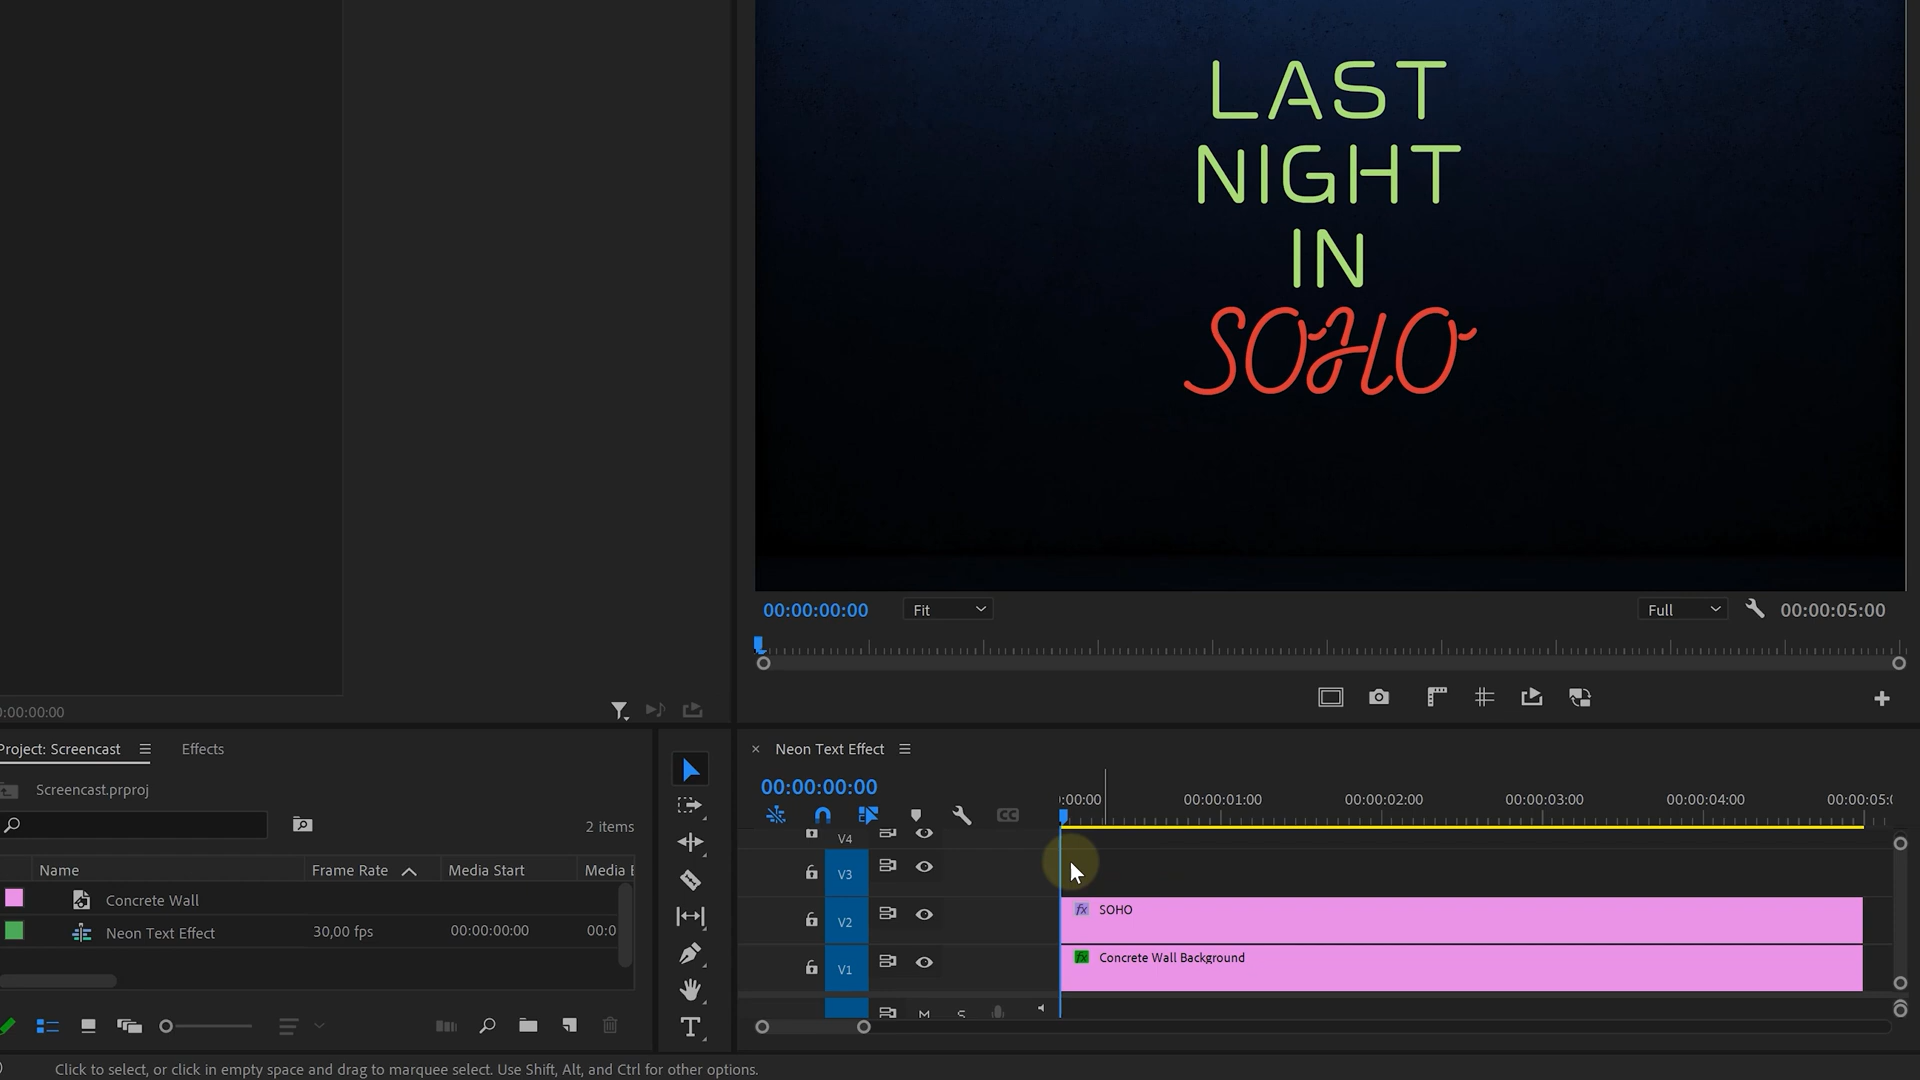 LAST
NIGHT
IN
SOHO
00:00:00:00 Fit Full 00:00:05:00
:00:00:00
Project: Screencast Effects
Screencast.prproj
2 items
Name Frame Rate Media Start Media
Concrete Wall
Neon Text Effect 30,00 fps 00:00:00:00 00:0
× Neon Text Effect
00:00:00:00
:00:00 00:00:01:00 00:00:02:00 00:00:03:00 00:00:04:00 00:00:05:0
CC
V4
V3
V2 fx SOHO
V1 fx Concrete Wall Background
M S
T
Click to select, or click in empty space and drag to marquee select. Use Shift, Alt, and Ctrl for other options.